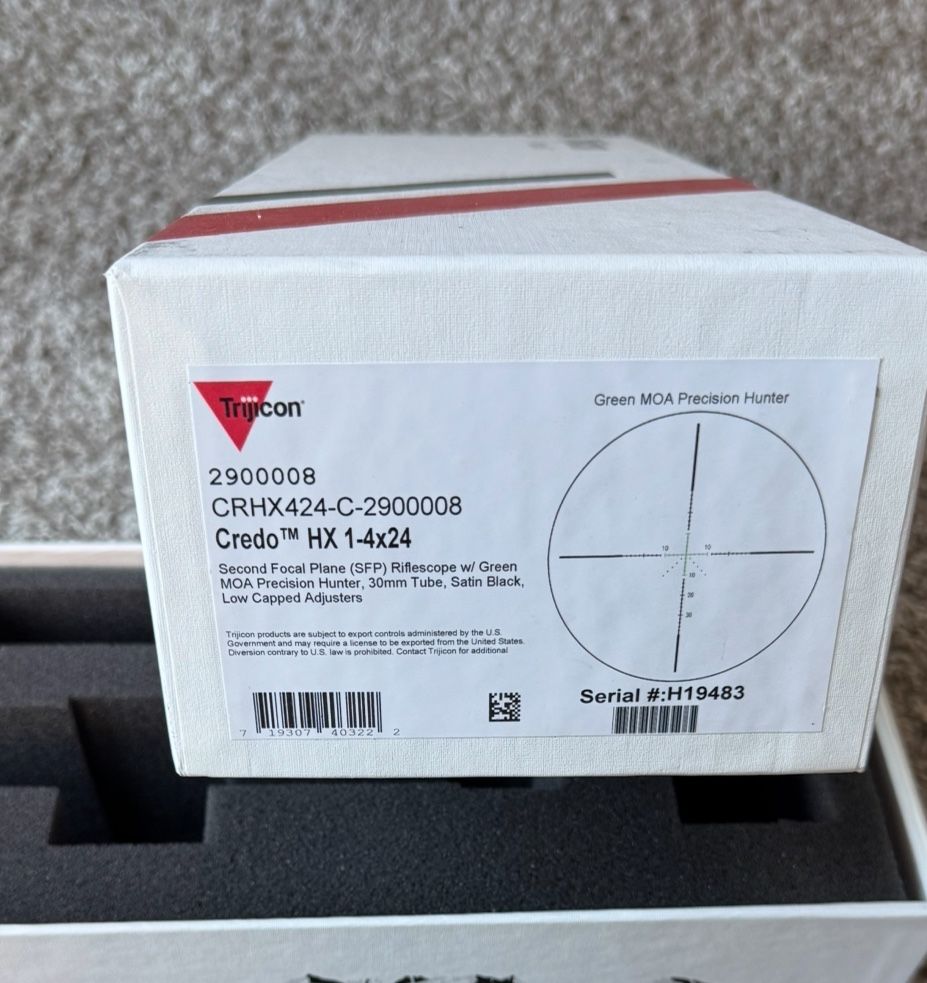 Trijicon®
Green MOA Precision Hunter
2900008
CRHX424-C-2900008
Credo™ HX 1-4x24
Second Focal Plane (SFP) Riflescope w/ Green
MOA Precision Hunter, 30mm Tube, Satin Black,
Low Capped Adjusters
10 10
10
20
30
Trijicon products are subject to export controls administered by the U.S.
Government and may require a license to be exported from the United States.
Diversion contrary to U.S. law is prohibited. Contact Trijicon for additional
7 19307 40322 2
Serial #:H19483